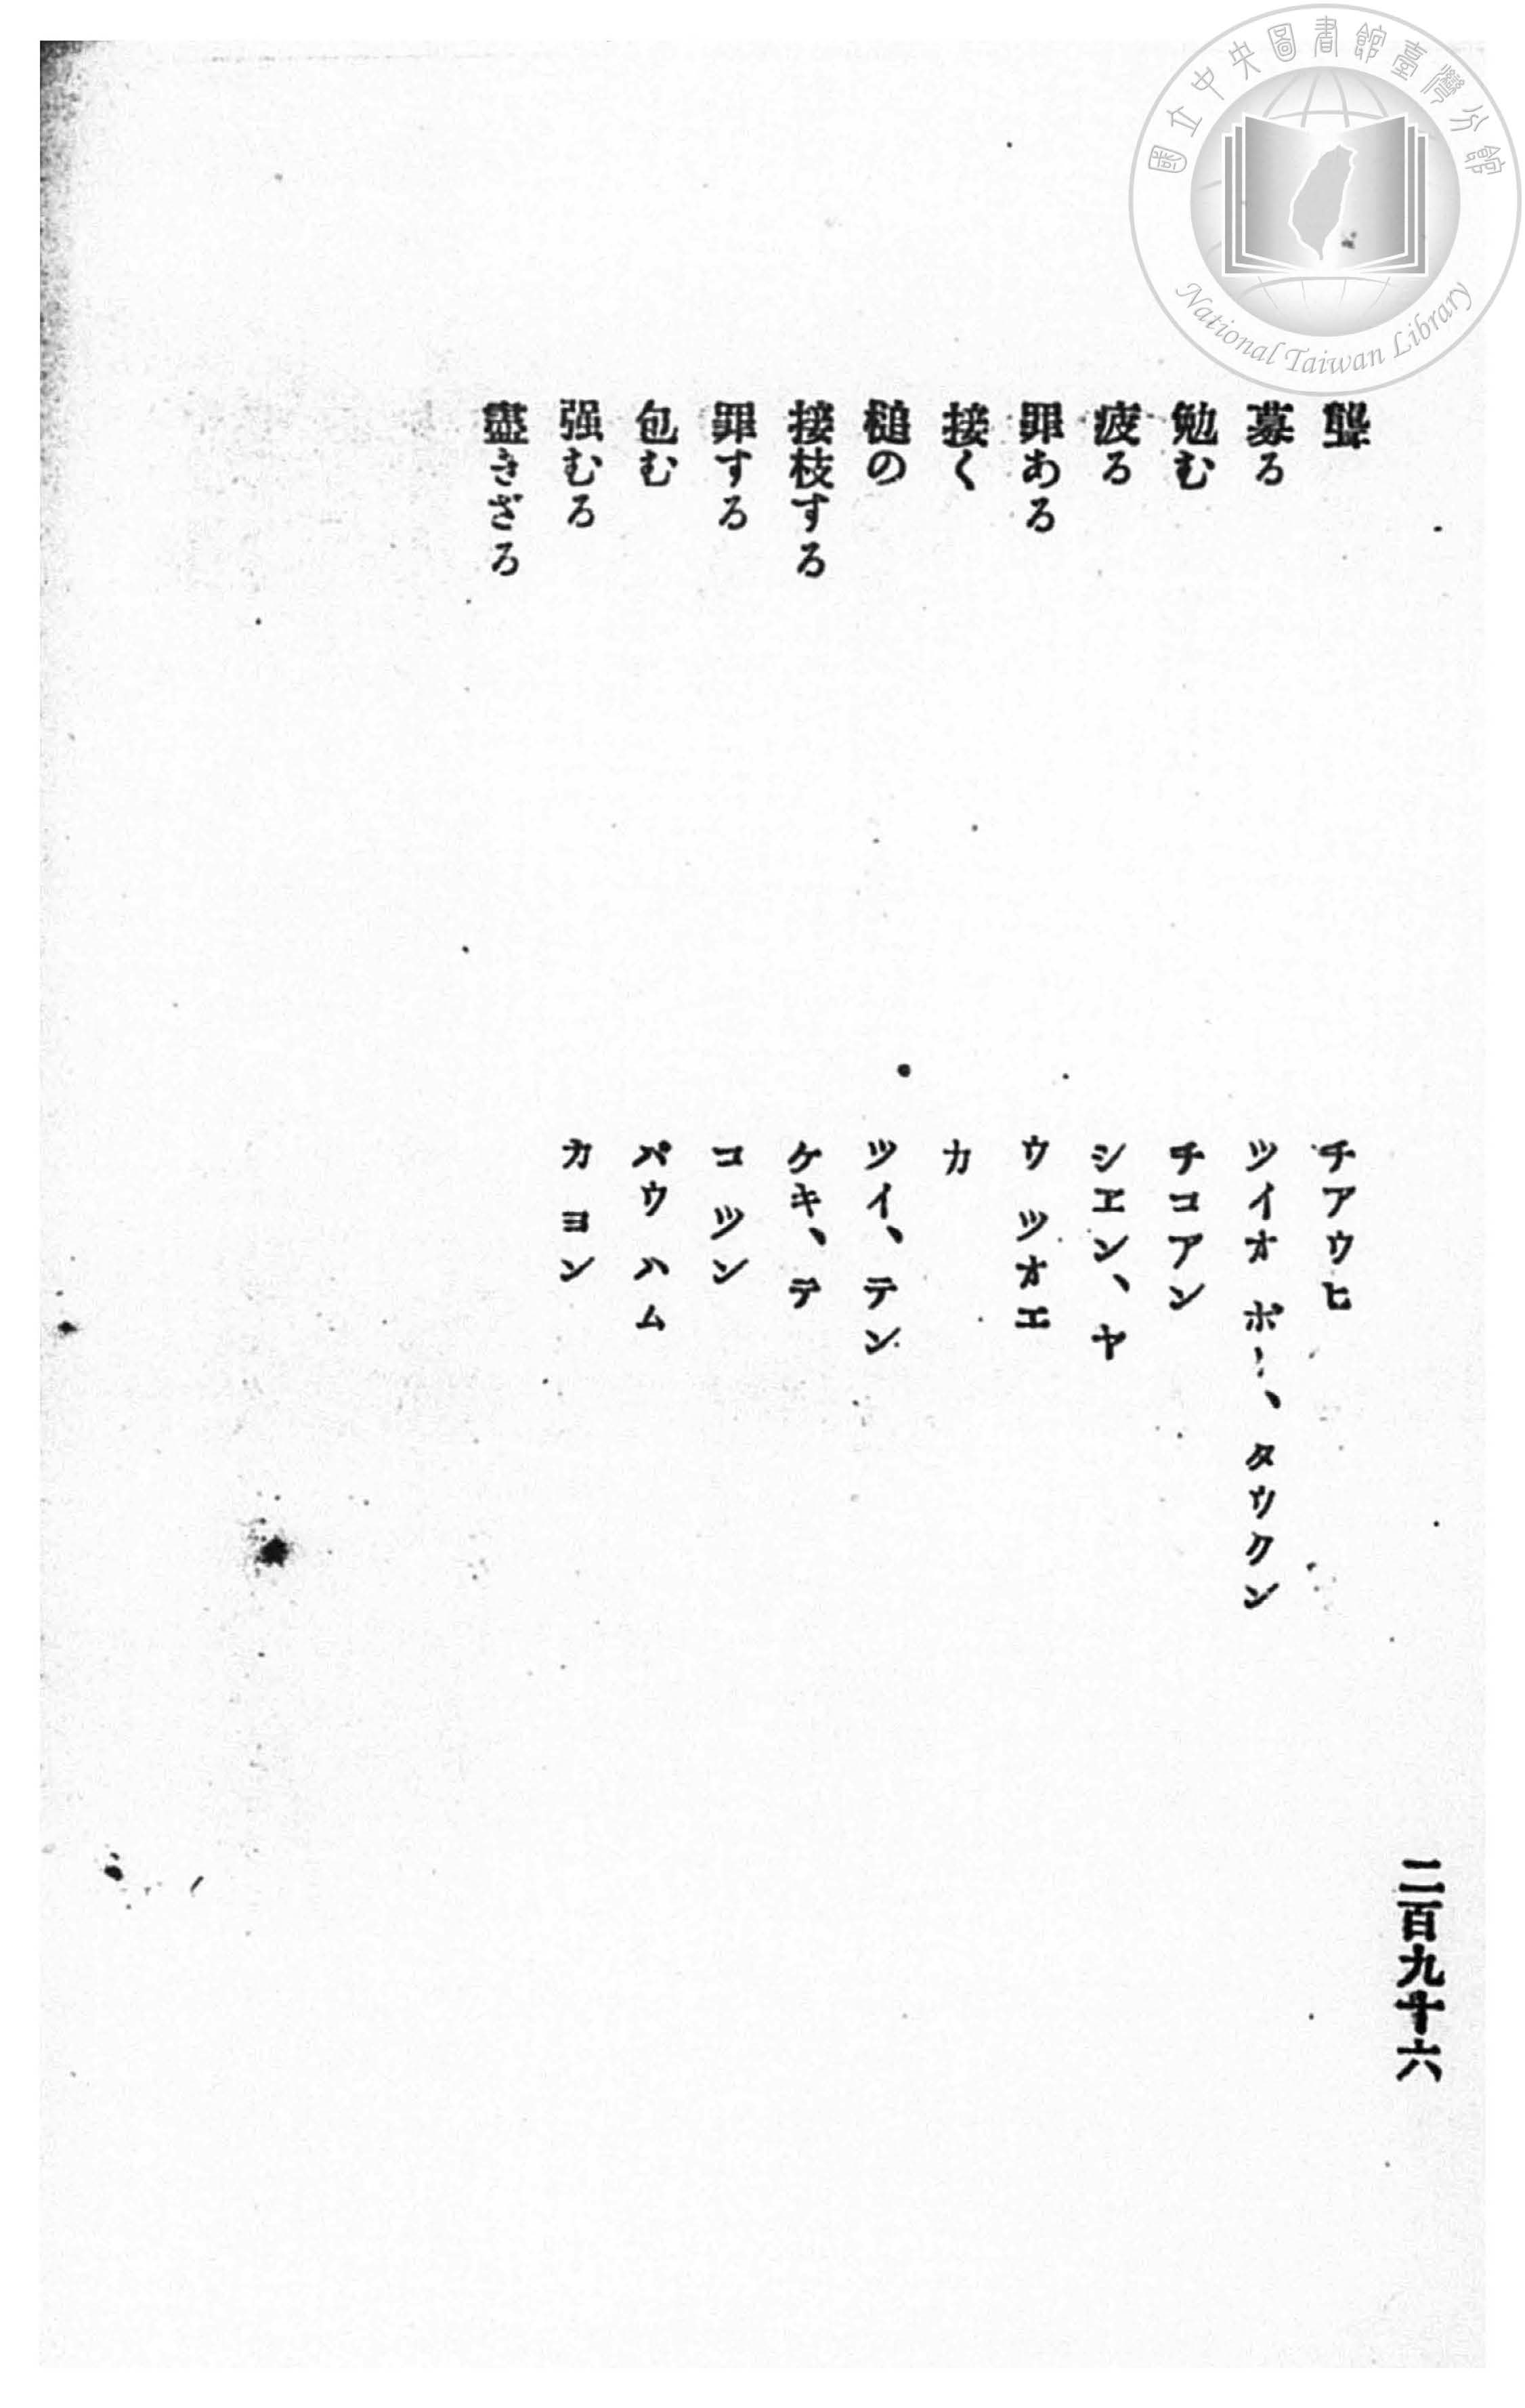 國立中央圖書館臺灣分館
National Taiwan Library
二百九十六
聾　チアウヒ
募る　ツイオ ボー、タウクン
勉む　チコアン
疲る　シエン、ヤ
罪ある　ウ ツオエ
接く　カ
槌の　ツイ、テン
接枝する　ケキ、テ
罪する　コ ツン
包む　パウ ハム
强むる　カ ヨン
盡きざる